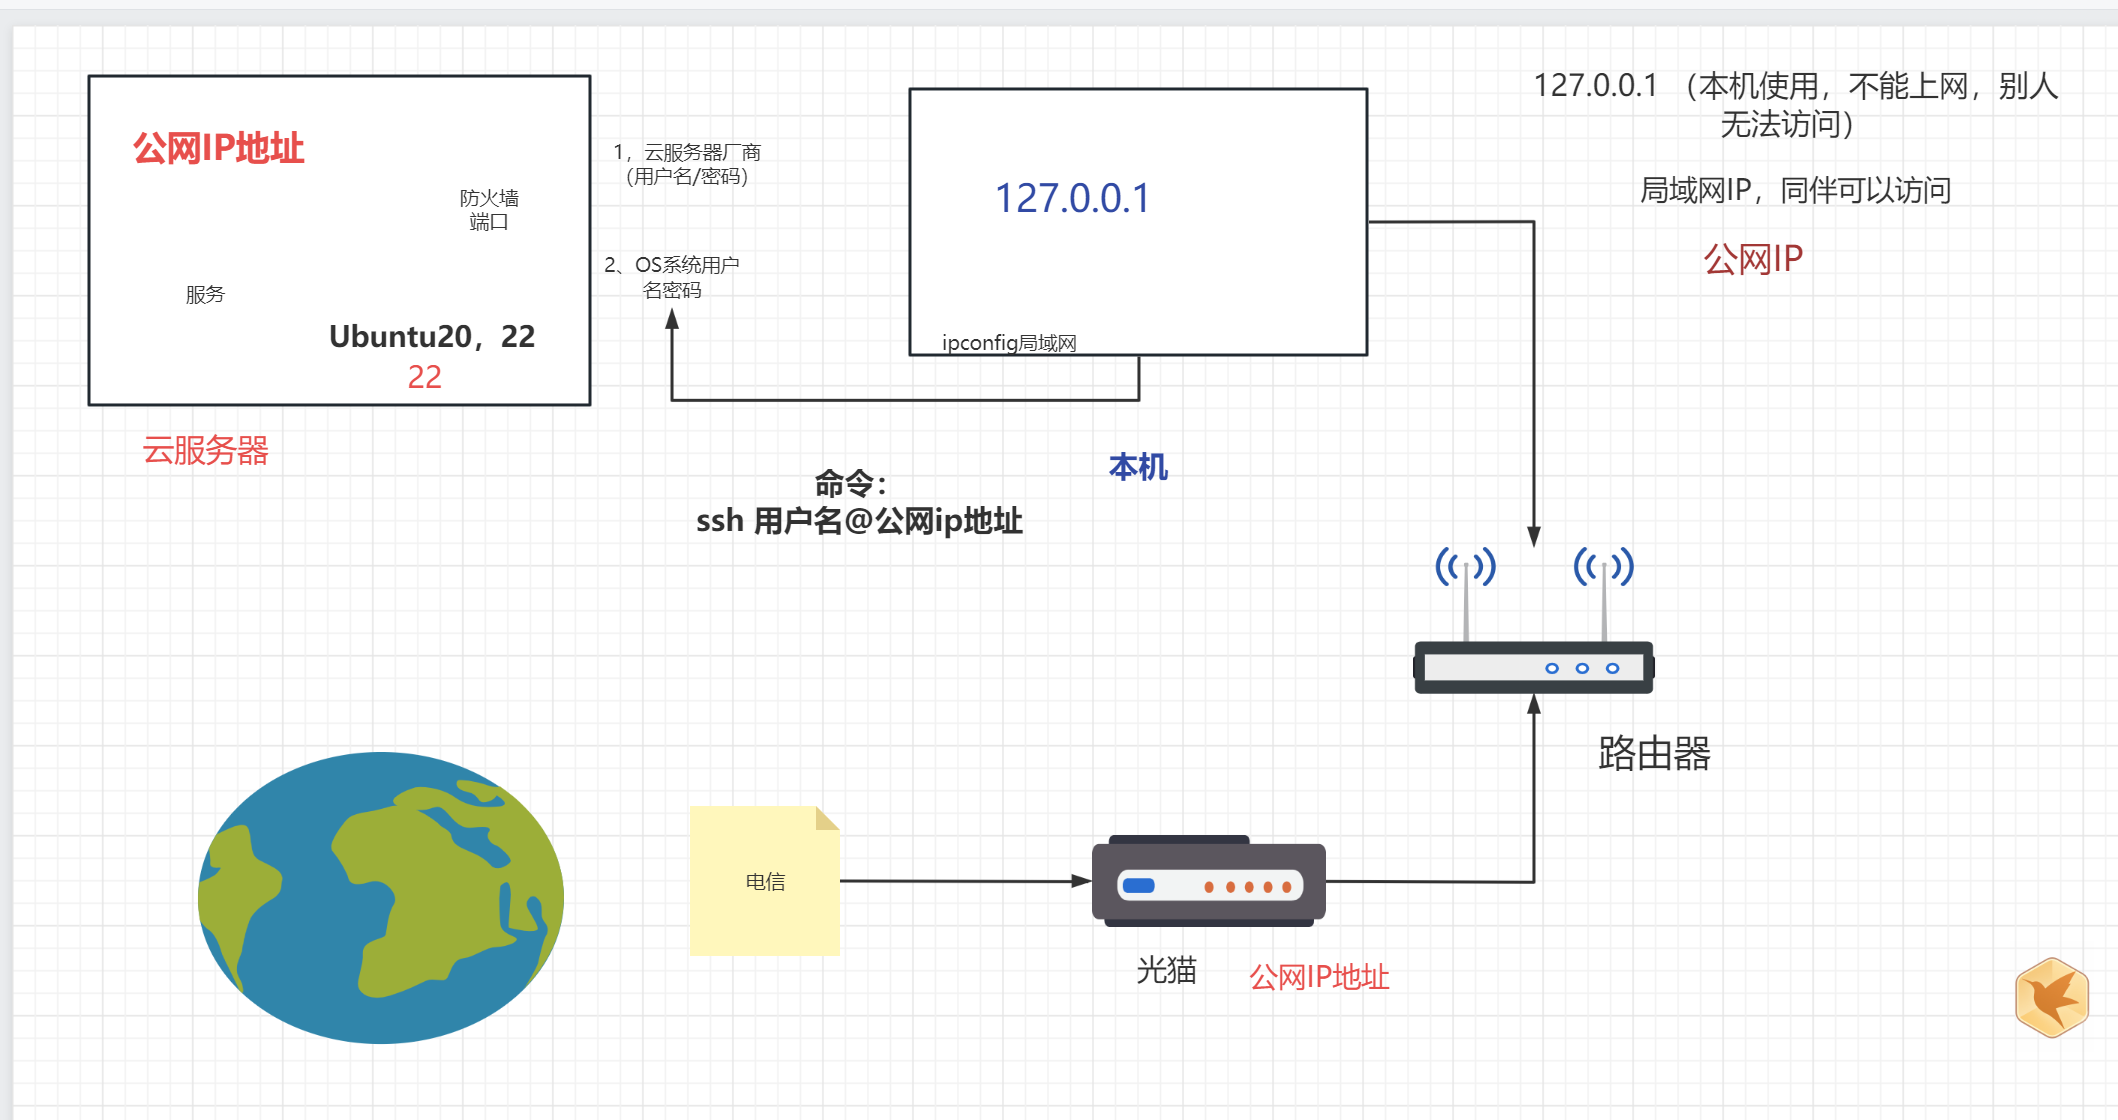 公网IP地址
防火墙
端口
服务
Ubuntu20，22
22
云服务器
1，云服务器厂商
（用户名/密码）
2、OS系统用户
名密码
127.0.0.1
ipconfig局域网
本机
命令：
ssh 用户名@公网ip地址
127.0.0.1 （本机使用，不能上网，别人
无法访问）
局域网IP，同伴可以访问
公网IP
路由器
电信
光猫
公网IP地址